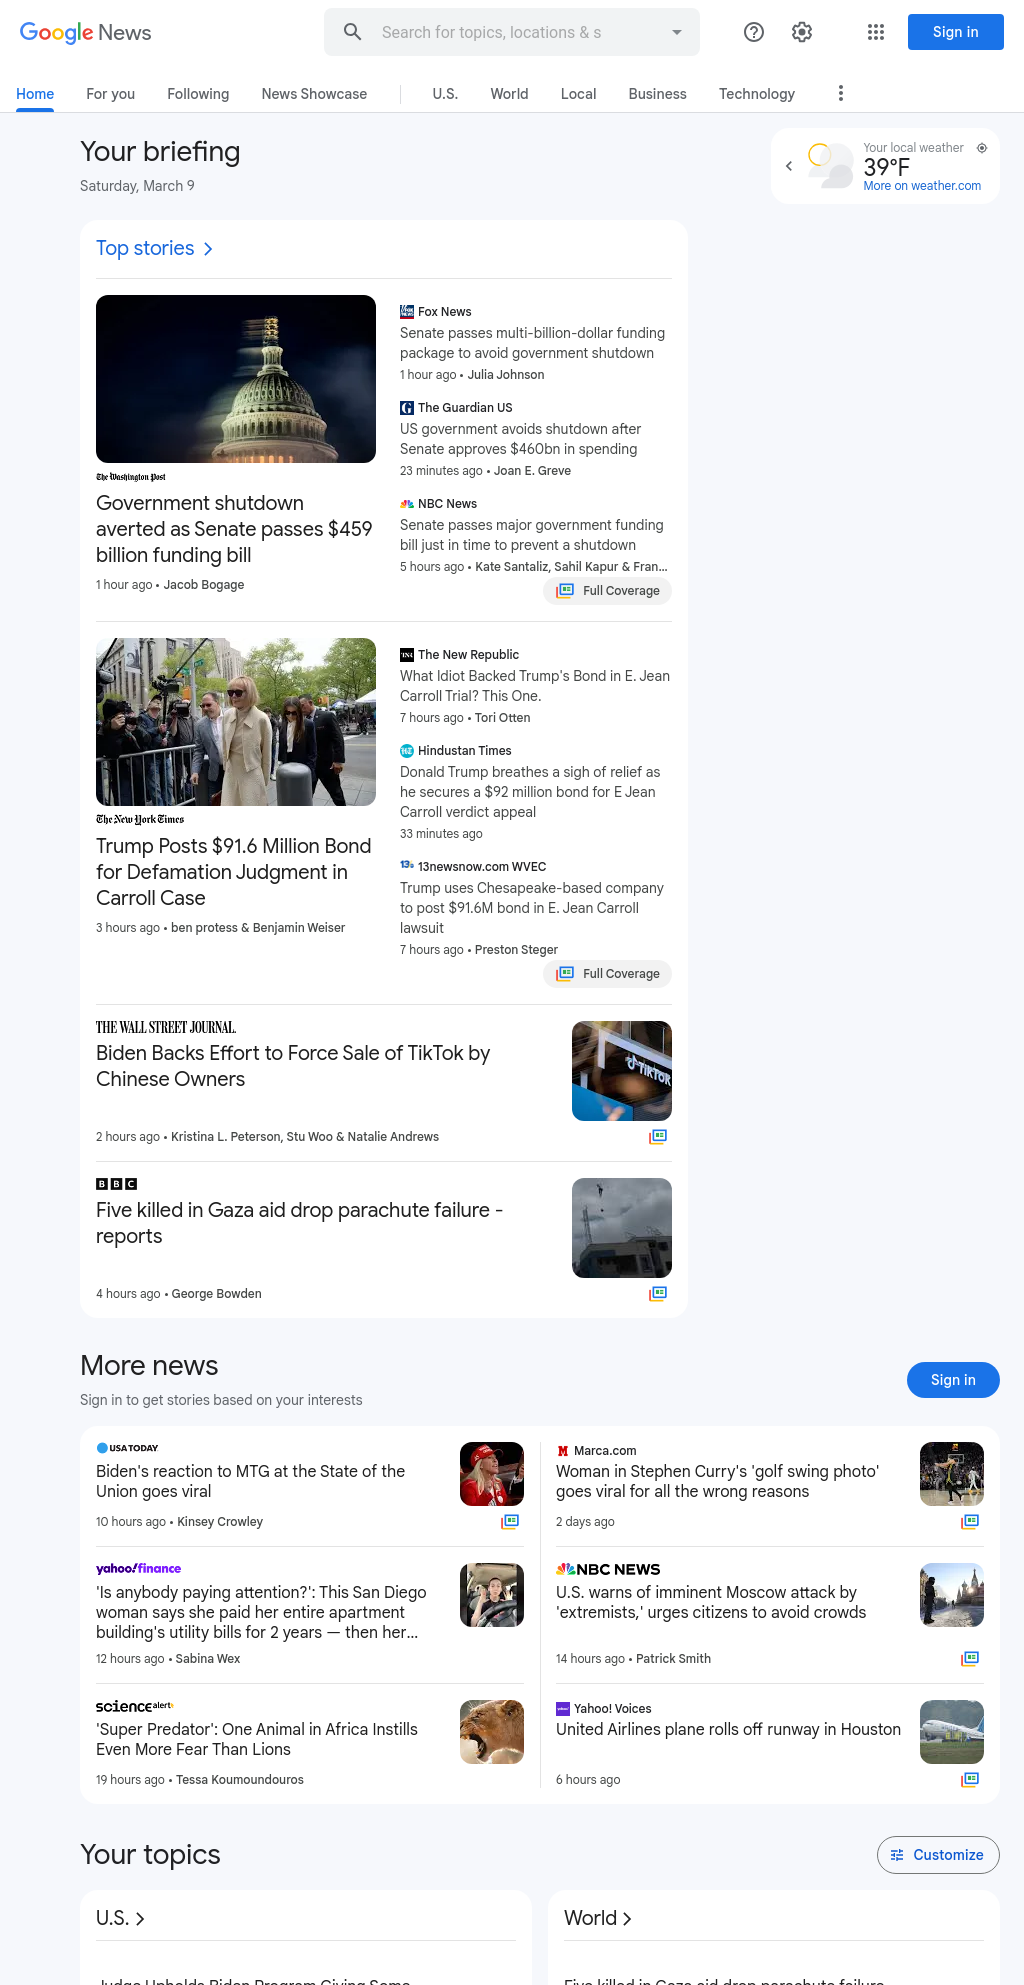 Google News
Search for topics, locations & s
Sign in
Home
For you
Following
News Showcase
U.S.
World
Local
Business
Technology
Your briefing
Saturday, March 9
Your local weather
39°F
More on weather.com
Top stories
The Washington Post
Government shutdown
averted as Senate passes $459
billion funding bill
1 hour ago • Jacob Bogage
Fox News
Senate passes multi-billion-dollar funding
package to avoid government shutdown
1 hour ago • Julia Johnson
The Guardian US
US government avoids shutdown after
Senate approves $460bn in spending
23 minutes ago • Joan E. Greve
NBC News
Senate passes major government funding
bill just in time to prevent a shutdown
5 hours ago • Kate Santaliz, Sahil Kapur & Fran...
Full Coverage
The New York Times
Trump Posts $91.6 Million Bond
for Defamation Judgment in
Carroll Case
3 hours ago • ben protess & Benjamin Weiser
The New Republic
What Idiot Backed Trump's Bond in E. Jean
Carroll Trial? This One.
7 hours ago • Tori Otten
Hindustan Times
Donald Trump breathes a sigh of relief as
he secures a $92 million bond for E Jean
Carroll verdict appeal
33 minutes ago
13newsnow.com WVEC
Trump uses Chesapeake-based company
to post $91.6M bond in E. Jean Carroll
lawsuit
7 hours ago • Preston Steger
Full Coverage
THE WALL STREET JOURNAL.
Biden Backs Effort to Force Sale of TikTok by
Chinese Owners
2 hours ago • Kristina L. Peterson, Stu Woo & Natalie Andrews
TIKTOK
BBC
Five killed in Gaza aid drop parachute failure -
reports
4 hours ago • George Bowden
More news
Sign in to get stories based on your interests
Sign in
USA TODAY
Biden's reaction to MTG at the State of the
Union goes viral
10 hours ago • Kinsey Crowley
Marca.com
Woman in Stephen Curry's 'golf swing photo'
goes viral for all the wrong reasons
2 days ago
yahoo!finance
'Is anybody paying attention?': This San Diego
woman says she paid her entire apartment
building's utility bills for 2 years — then her...
12 hours ago • Sabina Wex
NBC NEWS
U.S. warns of imminent Moscow attack by
'extremists,' urges citizens to avoid crowds
14 hours ago • Patrick Smith
science alert
'Super Predator': One Animal in Africa Instills
Even More Fear Than Lions
19 hours ago • Tessa Koumoundouros
Yahoo! Voices
United Airlines plane rolls off runway in Houston
6 hours ago
Your topics
Customize
U.S.
World
Judge Upholds Biden Program Giving Some
Five killed in Gaza aid drop parachute failure